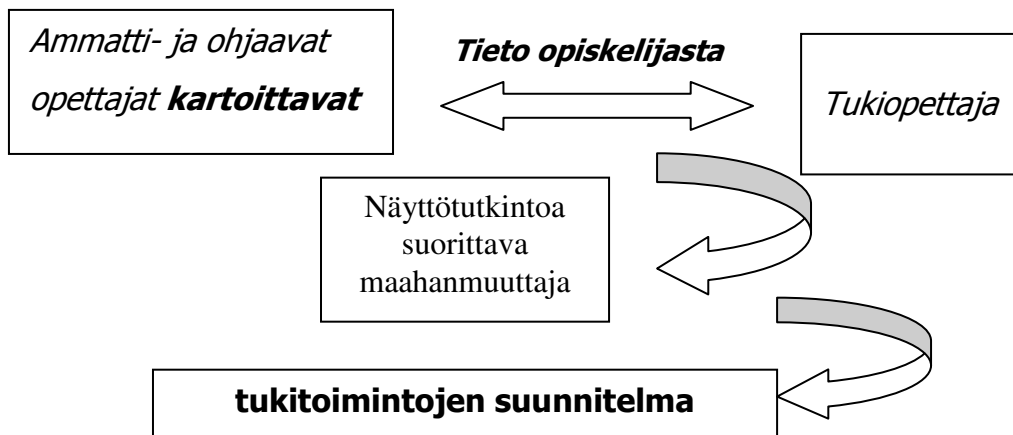 Ammatti- ja ohjaavat
opettajat kartoittavat
Tieto opiskelijasta
Tukiopettaja
Näyttötutkintoa
suorittava
maahanmuuttaja
tukitoimintojen suunnitelma